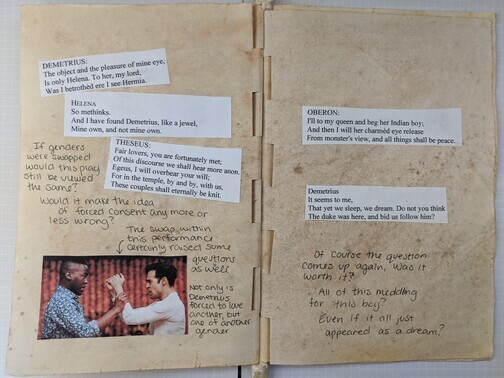 DEMETRIUS:
The object and the pleasure of mine eye,
Is only Helena. To her, my lord,
Was I betrothèd ere I see Hermia.
HELENA
So methinks.
And I have found Demetrius, like a jewel,
Mine own, and not mine own.
THESEUS:
Fair lovers, you are fortunately met;
Of this discourse we shall hear more anon.
Egeus, I will overbear your will;
For in the temple, by and by, with us,
These couples shall eternally be knit.
If genders
were swapped
would this play
still be viewed
the same?
Would it make the idea
of forced consent any more or
less wrong?
The swap within
this performance
certainly raised some
questions
as well
Not only is
Demetrius
forced to love
another, but
one of another
gender
OBERON:
I'll to my queen and beg her Indian boy;
And then I will her charmèd eye release
From monster's view, and all things shall be peace.
Demetrius
It seems to me,
That yet we sleep, we dream. Do not you think
The duke was here, and bid us follow him?
Of course the question
comes up again, was it
worth it?
All of this meddling
for this boy?
Even if it all just
appeared as a dream?